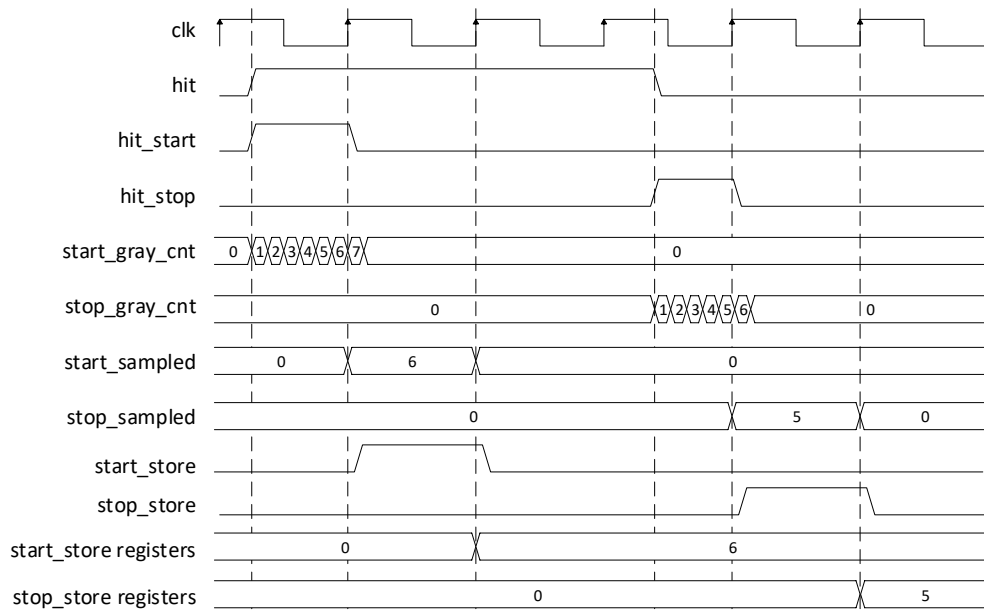 clk
hit
hit_start
hit_stop
start_gray_cnt 0 1 2 3 4 5 6 7 0
stop_gray_cnt 0 1 2 3 4 5 6 0
start_sampled 0 6 0
stop_sampled 0 5 0
start_store
stop_store
start_store registers 0 6
stop_store registers 0 5